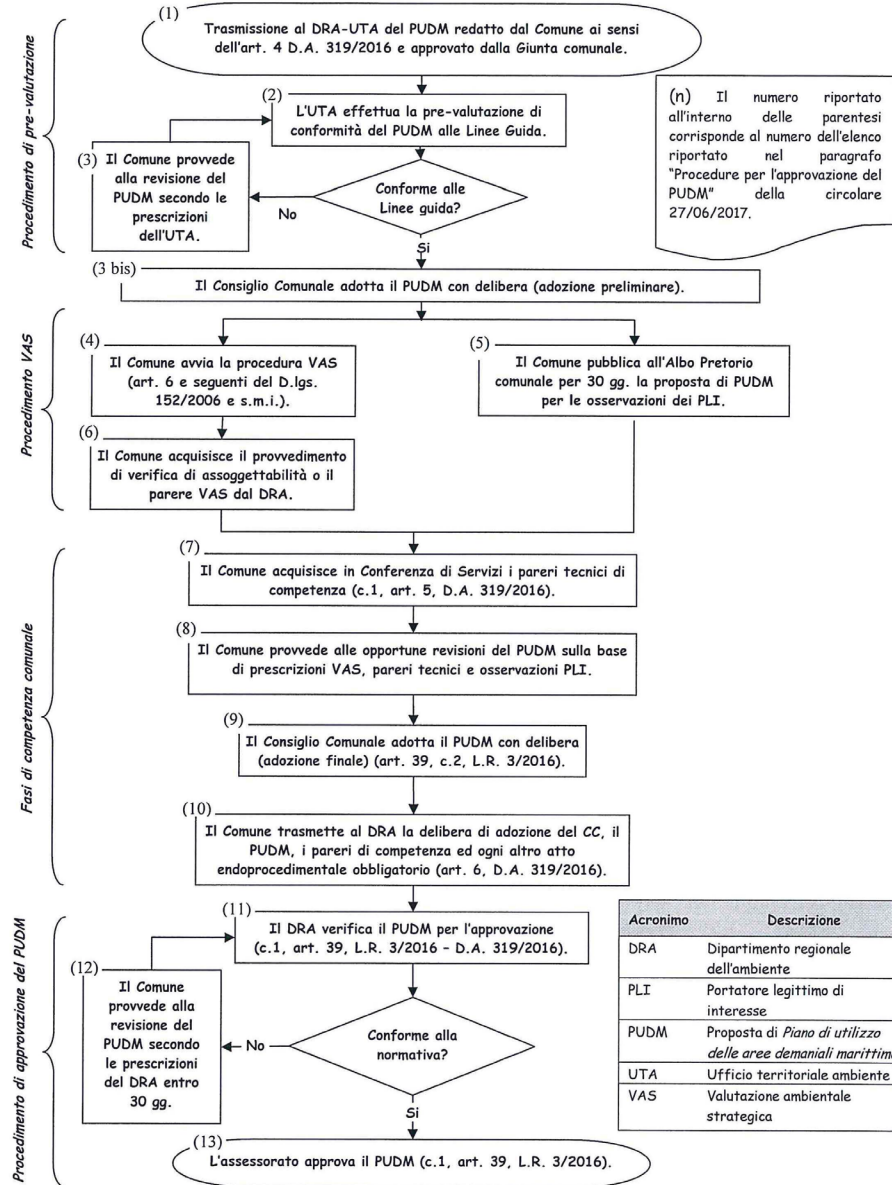 Procedimento di pre-valutazione
(1)
Trasmissione al DRA-UTA del PUDM redatto dal Comune ai sensi
dell'art. 4 D.A. 319/2016 e approvato dalla Giunta comunale.
(2)
L'UTA effettua la pre-valutazione di
conformità del PUDM alle Linee Guida.
(3) Il Comune provvede
alla revisione del
PUDM secondo le
prescrizioni
dell'UTA.
No
Conforme alle
Linee guida?
Si
(n) Il numero riportato
all'interno delle parentesi
corrisponde al numero dell'elenco
riportato nel paragrafo
"Procedure per l'approvazione del
PUDM" della circolare
27/06/2017.
(3 bis)
Il Consiglio Comunale adotta il PUDM con delibera (adozione preliminare).
Procedimento VAS
(4)
Il Comune avvia la procedura VAS
(art. 6 e seguenti del D.lgs.
152/2006 e s.m.i.).
(5)
Il Comune pubblica all'Albo Pretorio
comunale per 30 gg. la proposta di PUDM
per le osservazioni dei PLI.
(6)
Il Comune acquisisce il provvedimento
di verifica di assoggettabilità o il
parere VAS dal DRA.
Fasi di competenza comunale
(7)
Il Comune acquisisce in Conferenza di Servizi i pareri tecnici di
competenza (c.1, art. 5, D.A. 319/2016).
(8)
Il Comune provvede alle opportune revisioni del PUDM sulla base
di prescrizioni VAS, pareri tecnici e osservazioni PLI.
(9)
Il Consiglio Comunale adotta il PUDM con delibera
(adozione finale) (art. 39, c.2, L.R. 3/2016).
(10)
Il Comune trasmette al DRA la delibera di adozione del CC, il
PUDM, i pareri di competenza ed ogni altro atto
endoprocedimentale obbligatorio (art. 6, D.A. 319/2016).
Procedimento di approvazione del PUDM
(11)
Il DRA verifica il PUDM per l'approvazione
(c.1, art. 39, L.R. 3/2016 – D.A. 319/2016).
(12)
Il Comune
provvede alla
revisione del
PUDM secondo
le prescrizioni
del DRA entro
30 gg.
No
Conforme alla
normativa?
Si
(13)
L'assessorato approva il PUDM (c.1, art. 39, L.R. 3/2016).
Acronimo Descrizione
DRA Dipartimento regionale
dell'ambiente
PLI Portatore legittimo di
interesse
PUDM Proposta di Piano di utilizzo
delle aree demaniali marittim
UTA Ufficio territoriale ambiente
VAS Valutazione ambientale
strategica